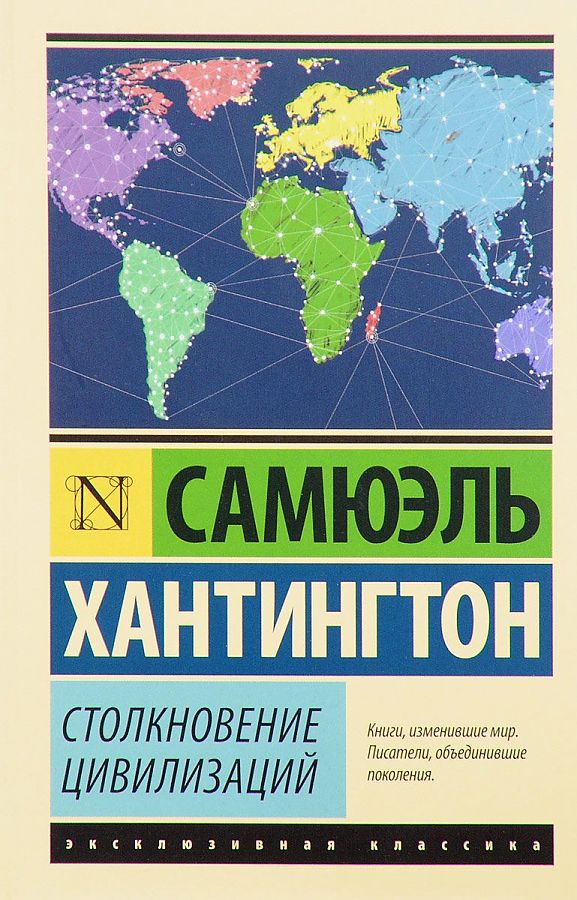 N
САМЮЭЛЬ
ХАНТИНГТОН
СТОЛКНОВЕНИЕ
ЦИВИЛИЗАЦИЙ
Книги, изменившие мир.
Писатели, объединившие
поколения.
ЭКСКЛЮЗИВНАЯ КЛАССИКА